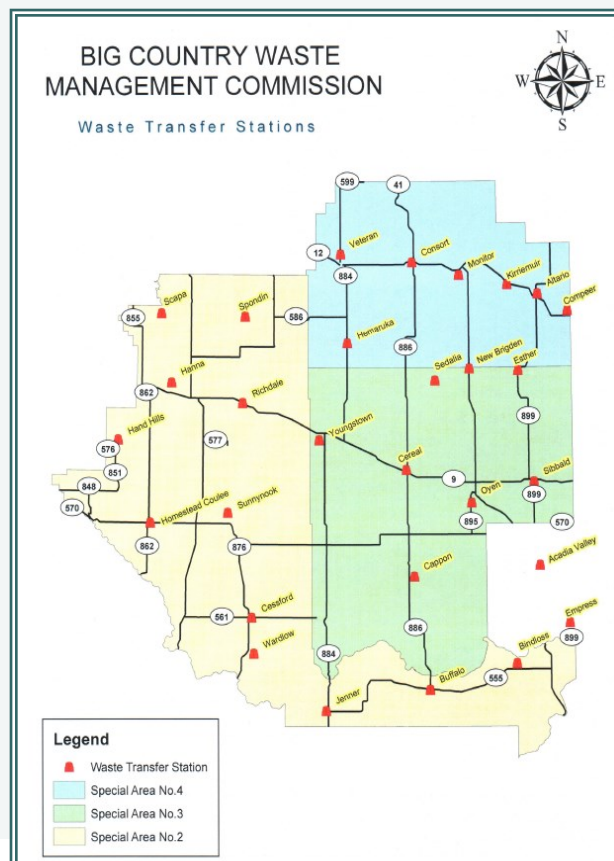 BIG COUNTRY WASTE
MANAGEMENT COMMISSION
Waste Transfer Stations
N
W
E
S
599
41
12
Veteran
Consort
Monitor
Kirriemuir
Altario
Compeer
884
Scapa
Spondin
586
855
Hemaruka
886
Sedalia
New Brigden
Esther
Hanna
862
Richdale
899
Hand Hills
576
577
Youngstown
851
848
Cereal
9
Sibbald
899
570
Homestead Coulee
Sunnynook
Oyen
895
570
862
876
Acadia Valley
Cappon
561
Cessford
Empress
886
899
Wardlow
884
Bindloss
Buffalo
555
Jenner
Legend
Waste Transfer Station
Special Area No.4
Special Area No.3
Special Area No.2